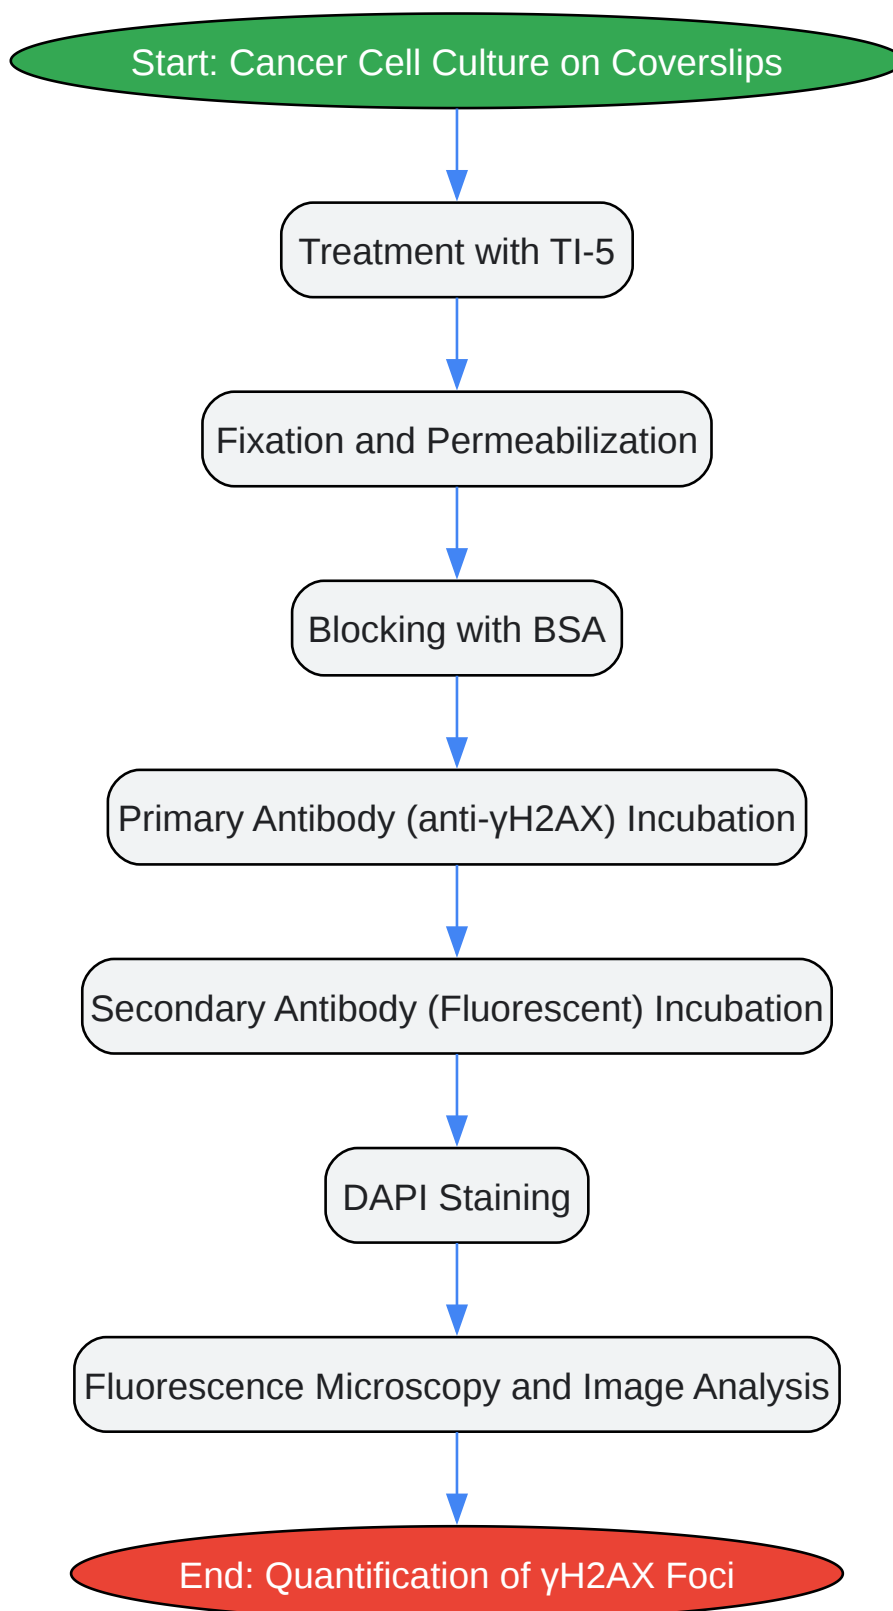 Start: Cancer Cell Culture on Coverslips
Treatment with TI-5
Fixation and Permeabilization
Blocking with BSA
Primary Antibody (anti-γH2AX) Incubation
Secondary Antibody (Fluorescent) Incubation
DAPI Staining
Fluorescence Microscopy and Image Analysis
End: Quantification of γH2AX Foci